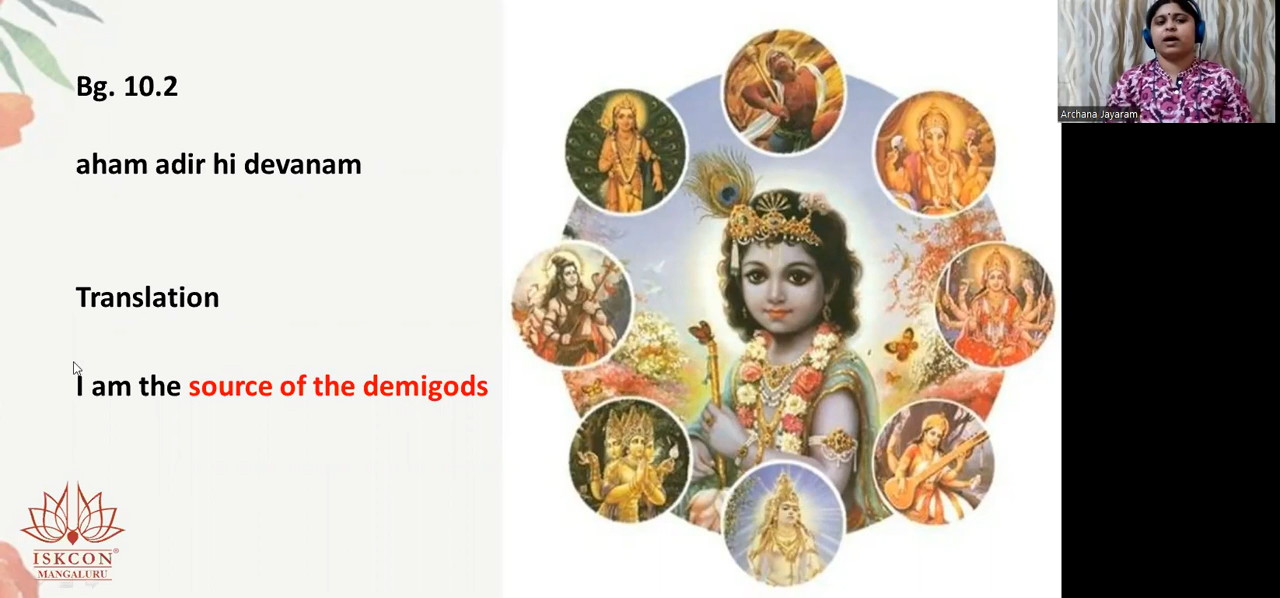 Bg. 10.2
aham adir hi devanam
Translation
I am the source of the demigods
ISKCON®
MANGALURU
Archana Jayaram